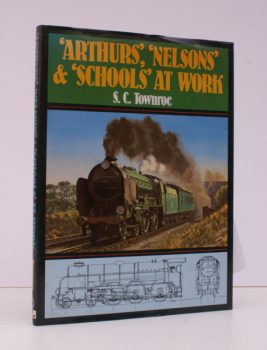 ‘ARTHURS’, ‘NELSONS’
& ‘SCHOOLS’ AT WORK
S. C. Townroe